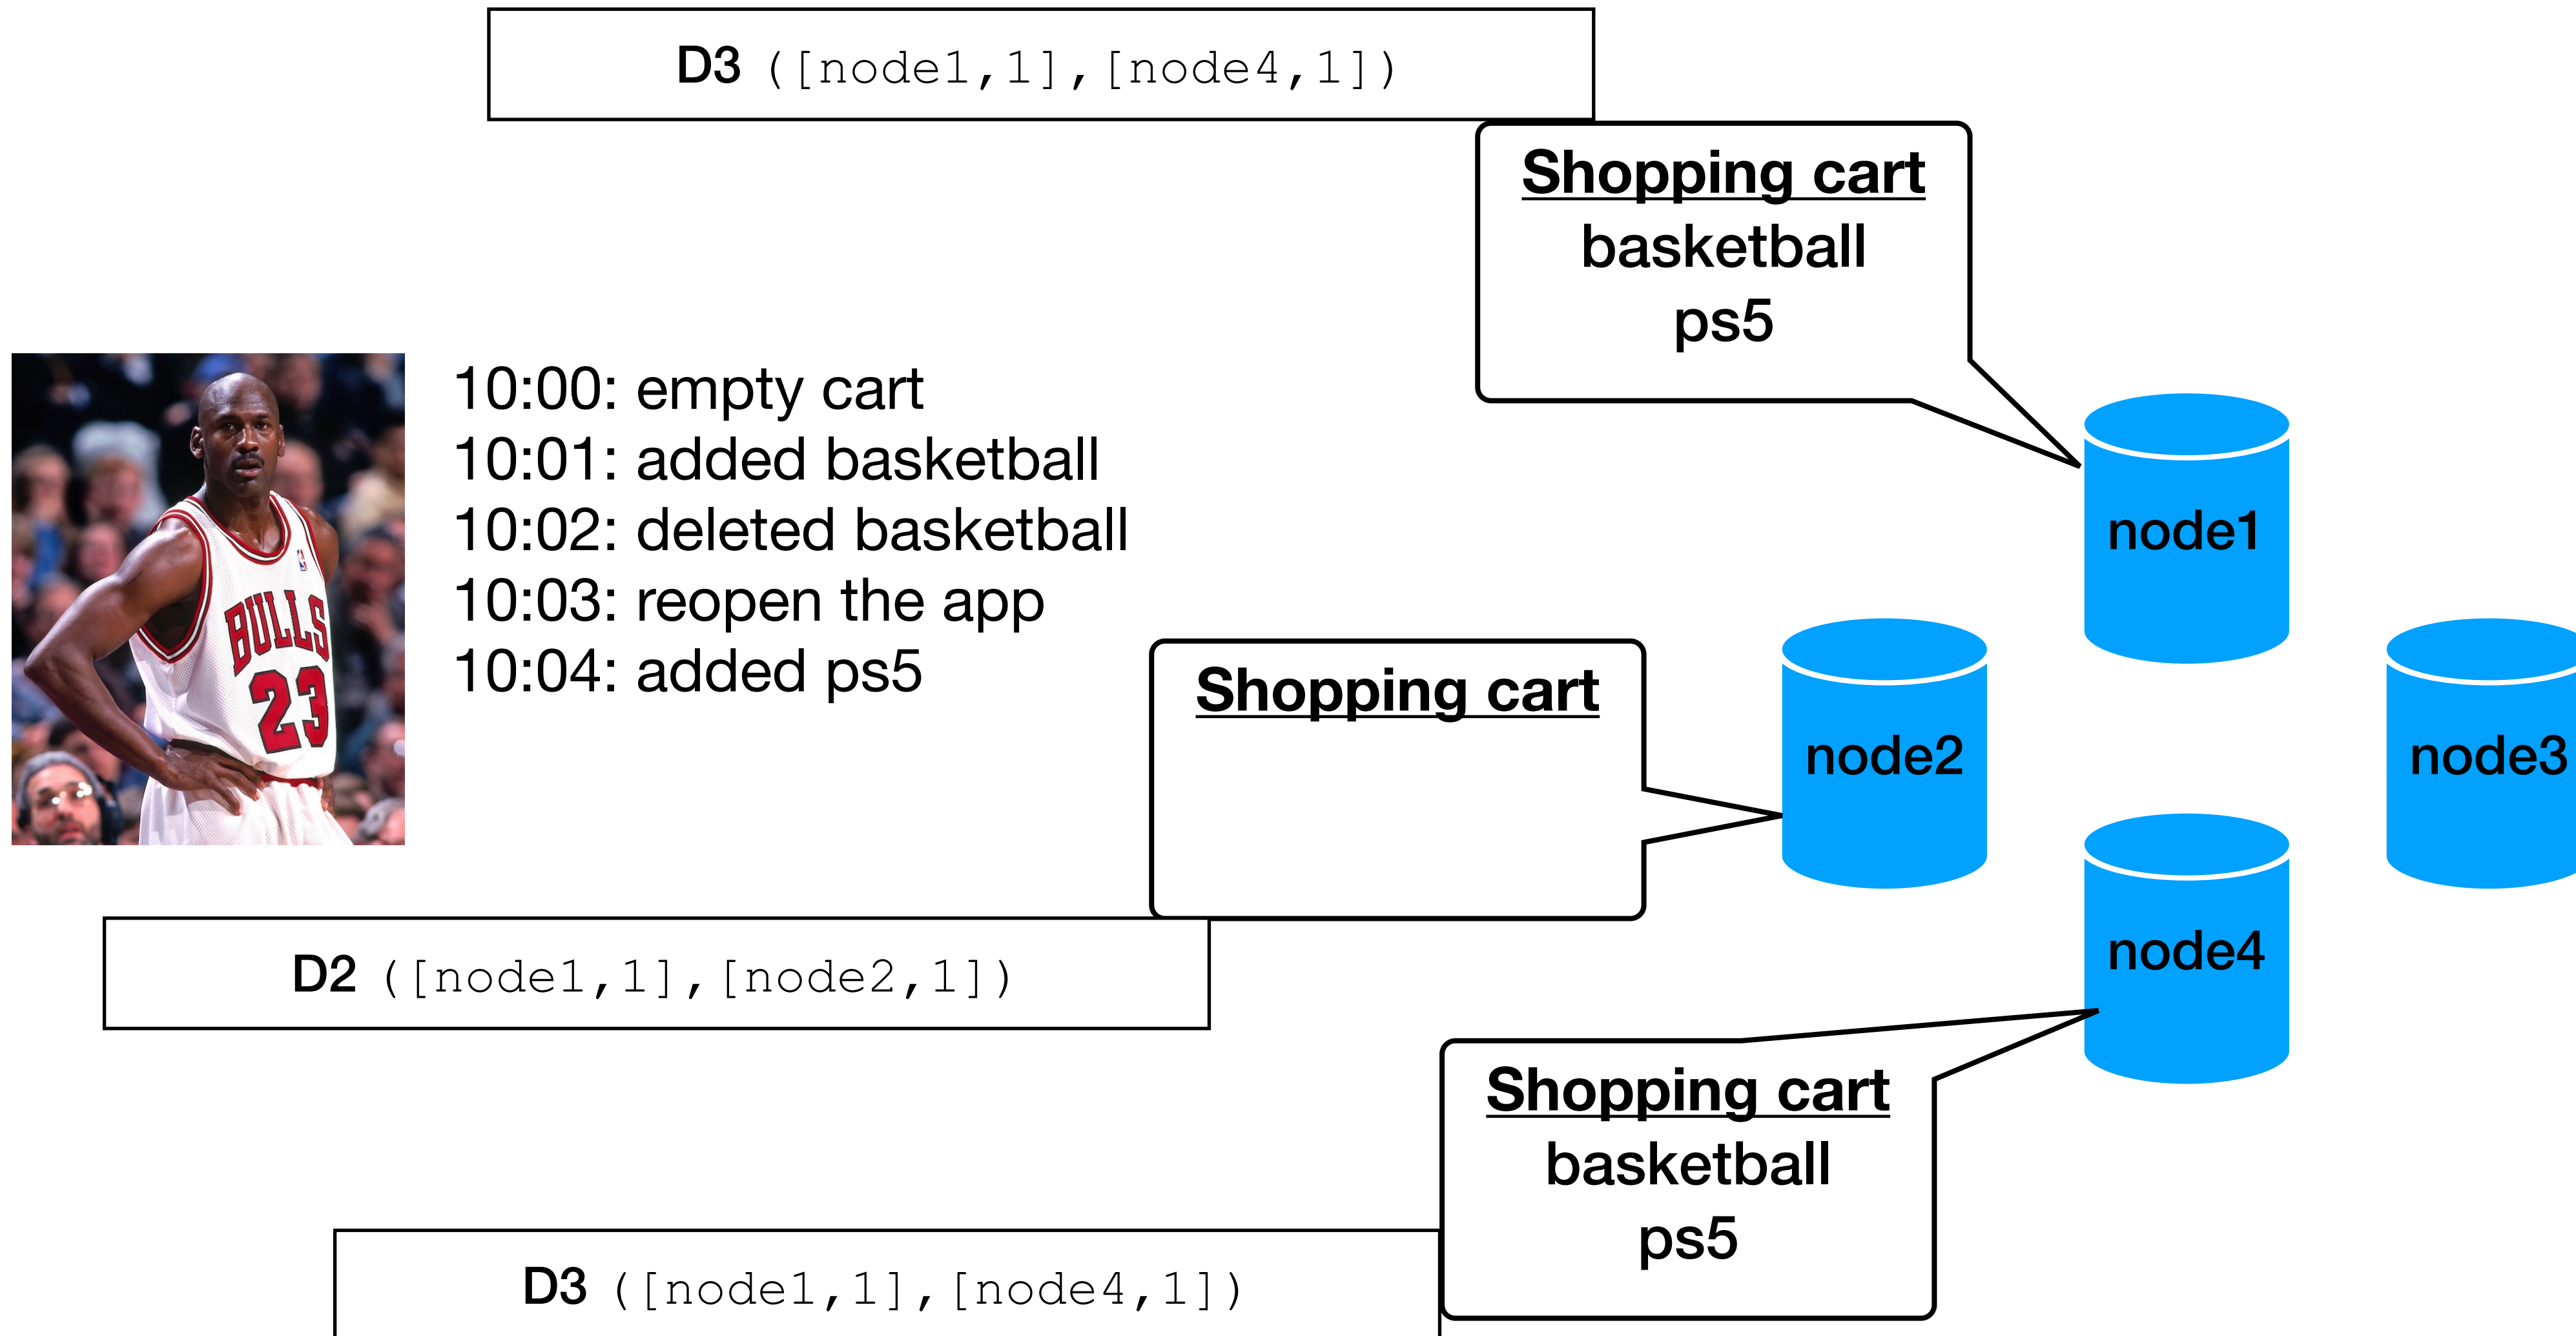 D3 ([node1,1],[node4,1])
Shopping cart
basketball
ps5
10:00: empty cart
10:01: added basketball
10:02: deleted basketball
10:03: reopen the app
10:04: added ps5
BULLS
23
node1
Shopping cart
node2
node3
D2 ([node1,1],[node2,1])
node4
Shopping cart
basketball
ps5
D3 ([node1,1],[node4,1])